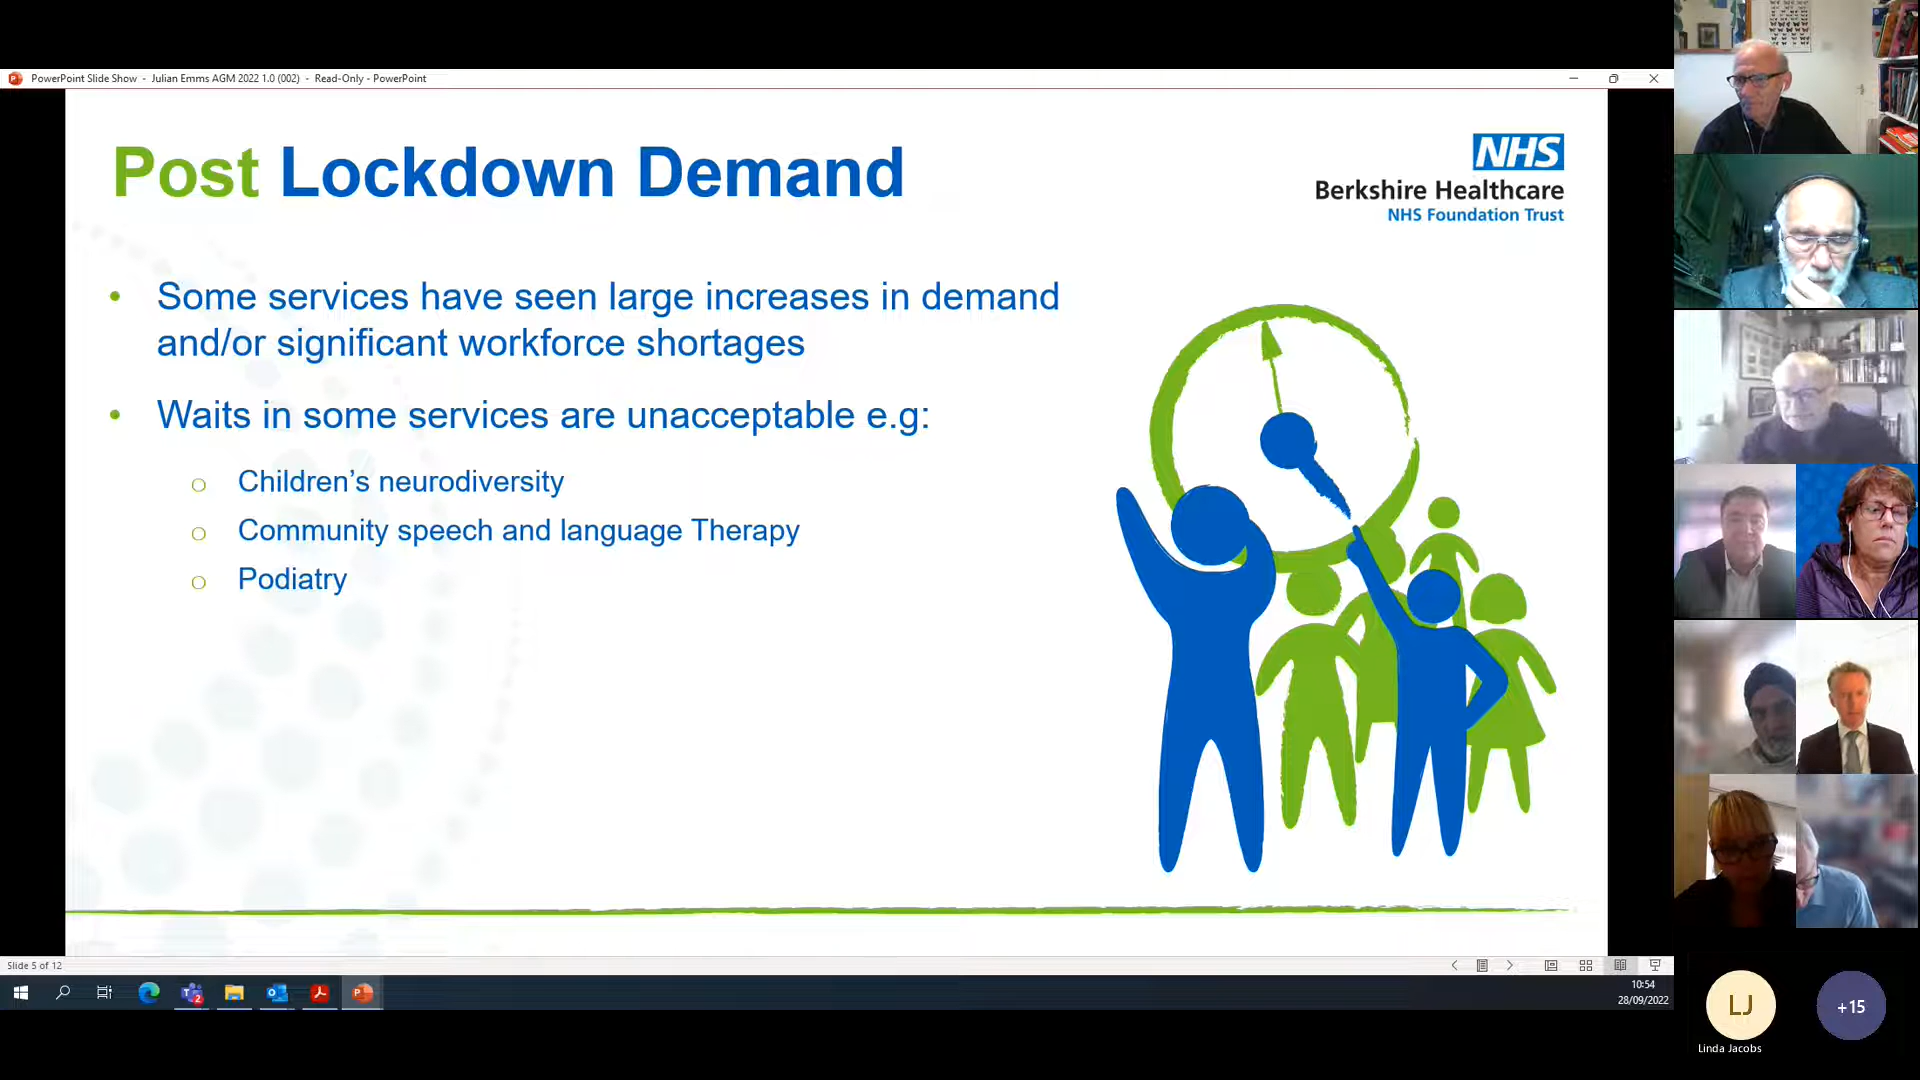 PowerPoint Slide Show - Julian Emms AGM 2022 1.0 (002) - Read-Only - PowerPoint
Post Lockdown Demand
NHS
Berkshire Healthcare
NHS Foundation Trust
• Some services have seen large increases in demand
and/or significant workforce shortages
• Waits in some services are unacceptable e.g:
o Children’s neurodiversity
o Community speech and language Therapy
o Podiatry
Slide 5 of 12
10:54
28/09/2022
LJ
+15
Linda Jacobs